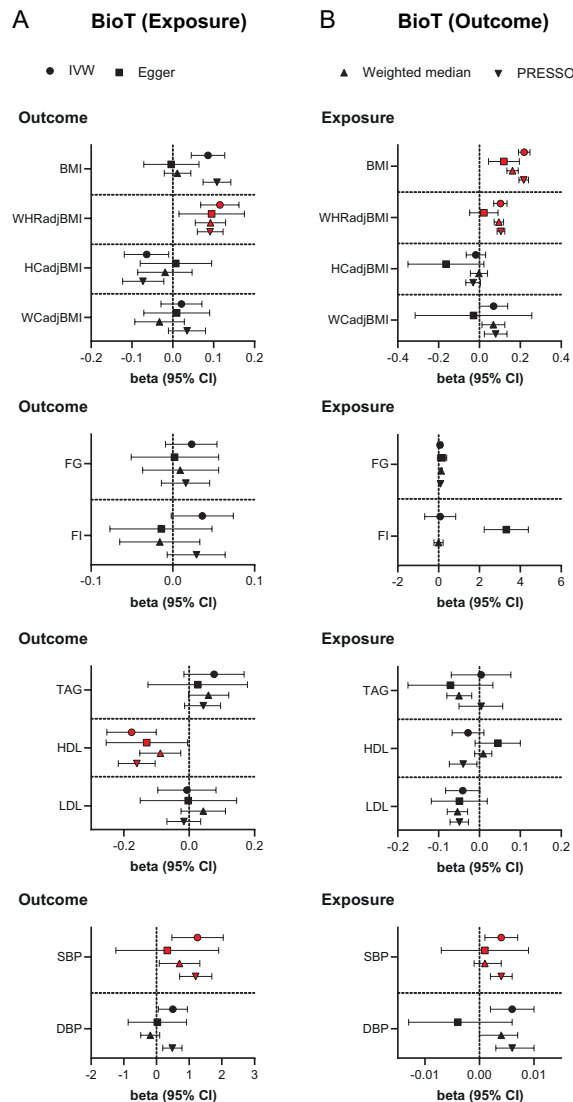 A BioT (Exposure)
B BioT (Outcome)
IVW Egger
Weighted median PRESSO
Outcome
BMI
WHRadjBMI
HCadjBMI
WCadjBMI
-0.2 -0.1 0.0 0.1 0.2
beta (95% CI)
Exposure
BMI
WHRadjBMI
HCadjBMI
WCadjBMI
-0.4 -0.2 0.0 0.2 0.4
beta (95% CI)
Outcome
FG
FI
-0.1 0.0 0.1
beta (95% CI)
Exposure
FG
FI
-2 0 2 4 6
beta (95% CI)
Outcome
TAG
HDL
LDL
-0.2 0.0 0.2
beta (95% CI)
Exposure
TAG
HDL
LDL
-0.2 -0.1 0.0 0.1 0.2
beta (95% CI)
Outcome
SBP
DBP
-2 -1 0 1 2 3
beta (95% CI)
Exposure
SBP
DBP
-0.01 0.00 0.01
beta (95% CI)